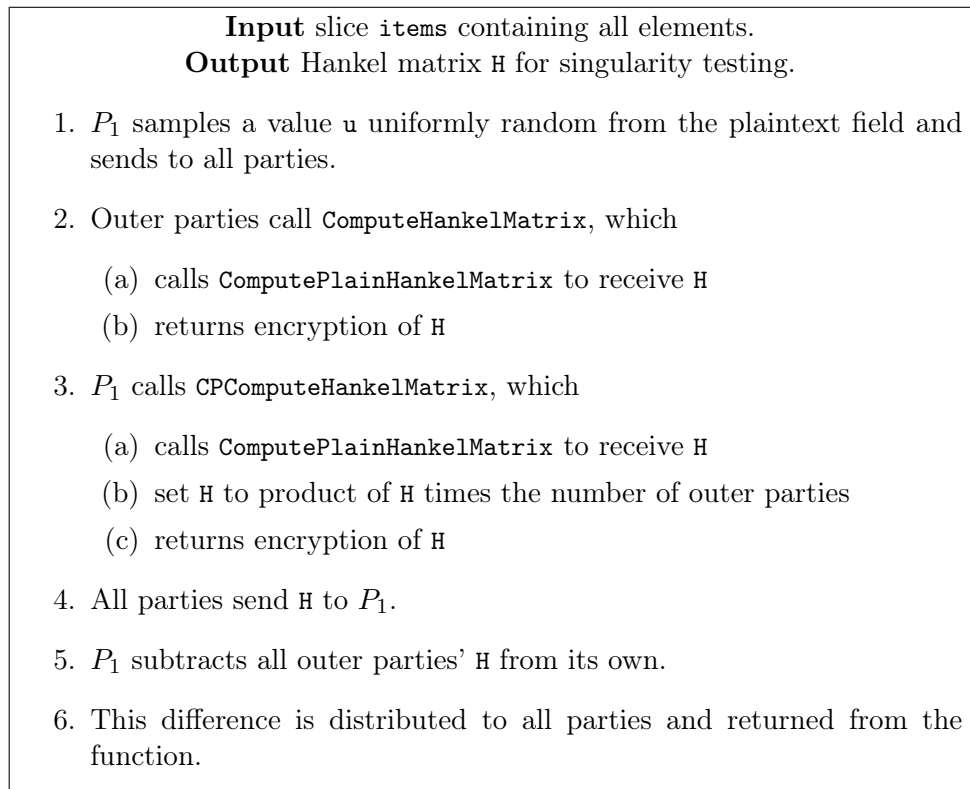 Input slice items containing all elements.
Output Hankel matrix H for singularity testing.
1. P₁ samples a value u uniformly random from the plaintext field and
sends to all parties.
2. Outer parties call ComputeHankelMatrix, which
(a) calls ComputePlainHankelMatrix to receive H
(b) returns encryption of H
3. P₁ calls CPComputeHankelMatrix, which
(a) calls ComputePlainHankelMatrix to receive H
(b) set H to product of H times the number of outer parties
(c) returns encryption of H
4. All parties send H to P₁.
5. P₁ subtracts all outer parties' H from its own.
6. This difference is distributed to all parties and returned from the
function.